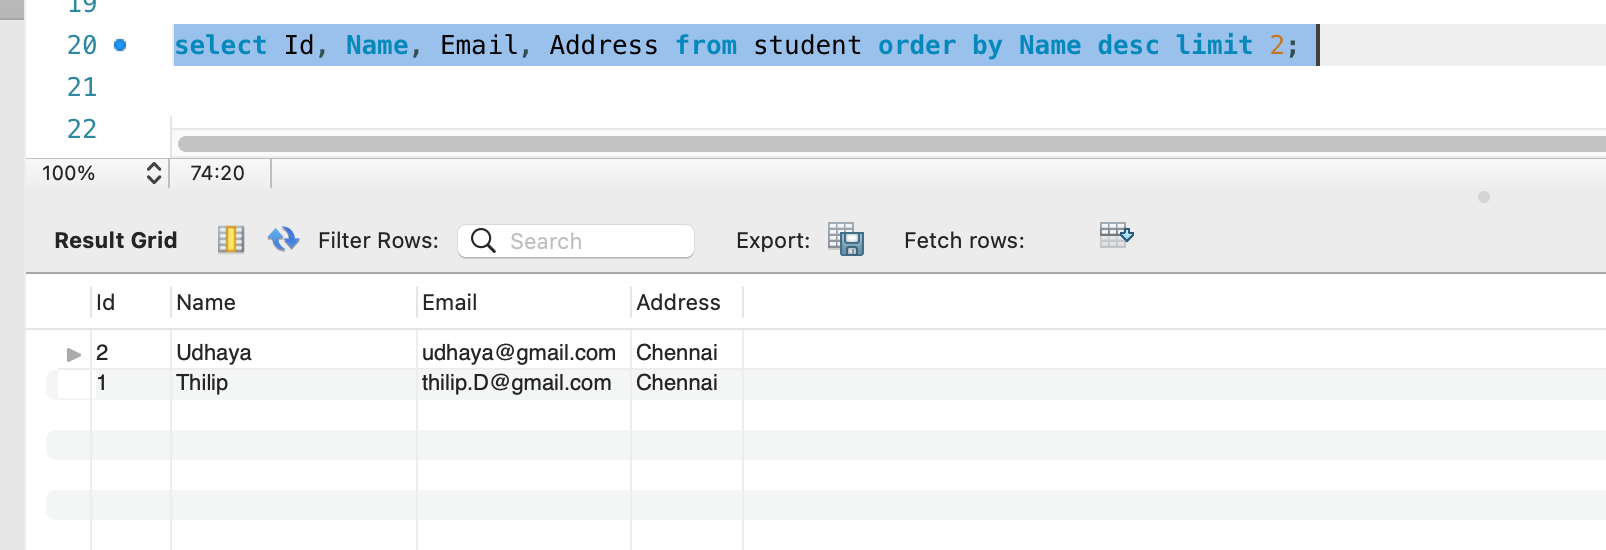 19
20 select Id, Name, Email, Address from student order by Name desc limit 2;
21
22
100% 74:20
Result Grid Filter Rows: Search Export: Fetch rows:
Id Name Email Address
2 Udhaya udhaya@gmail.com Chennai
1 Thilip thilip.D@gmail.com Chennai